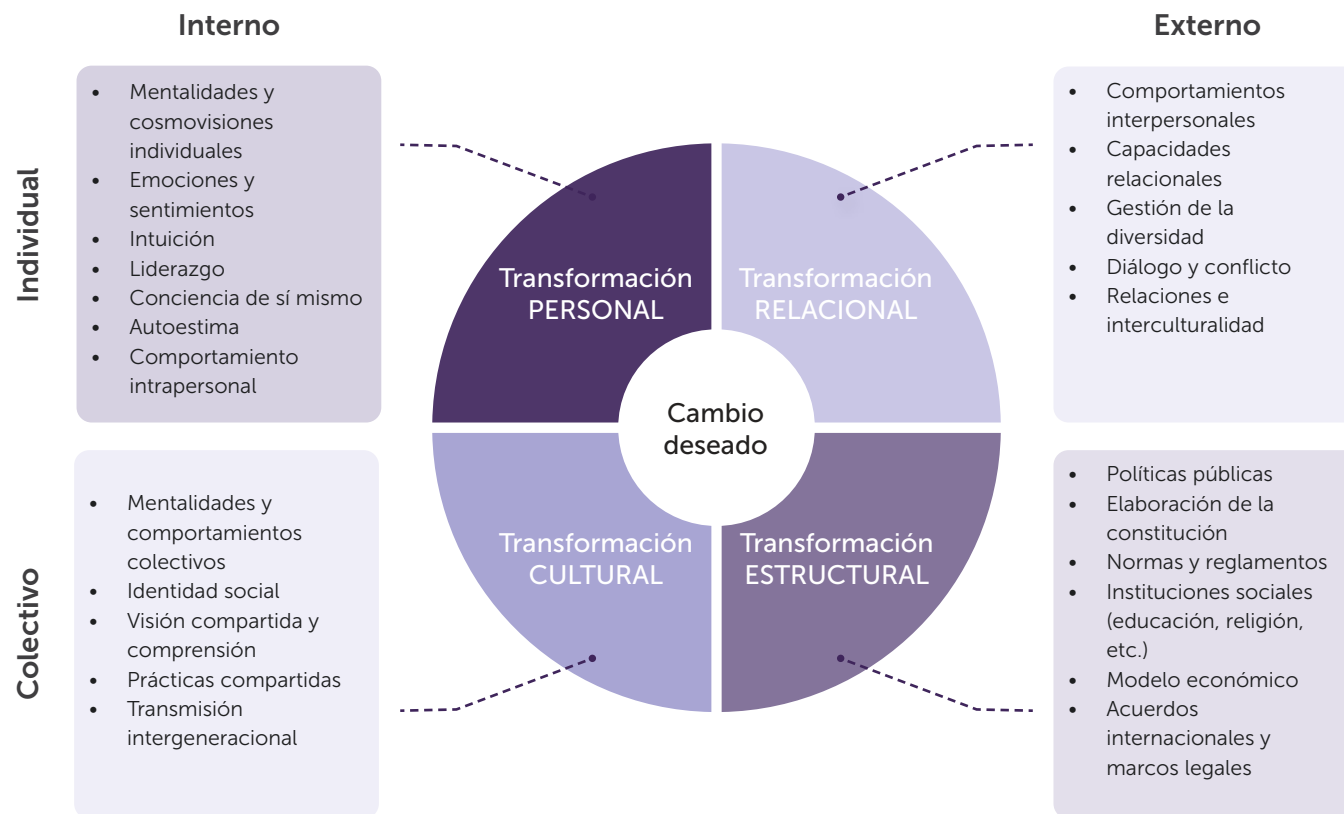 Interno
Externo
Individual
• Mentalidades y
cosmovisiones
individuales
• Emociones y
sentimientos
• Intuición
• Liderazgo
• Conciencia de sí mismo
• Autoestima
• Comportamiento
intrapersonal
Transformación
PERSONAL
Transformación
RELACIONAL
• Comportamientos
interpersonales
• Capacidades
relacionales
• Gestión de la
diversidad
• Diálogo y conflicto
• Relaciones e
interculturalidad
Cambio
deseado
Colectivo
• Mentalidades y
comportamientos
colectivos
• Identidad social
• Visión compartida y
comprensión
• Prácticas compartidas
• Transmisión
intergeneracional
Transformación
CULTURAL
Transformación
ESTRUCTURAL
• Políticas públicas
• Elaboración de la
constitución
• Normas y reglamentos
• Instituciones sociales
(educación, religión,
etc.)
• Modelo económico
• Acuerdos
internacionales y
marcos legales